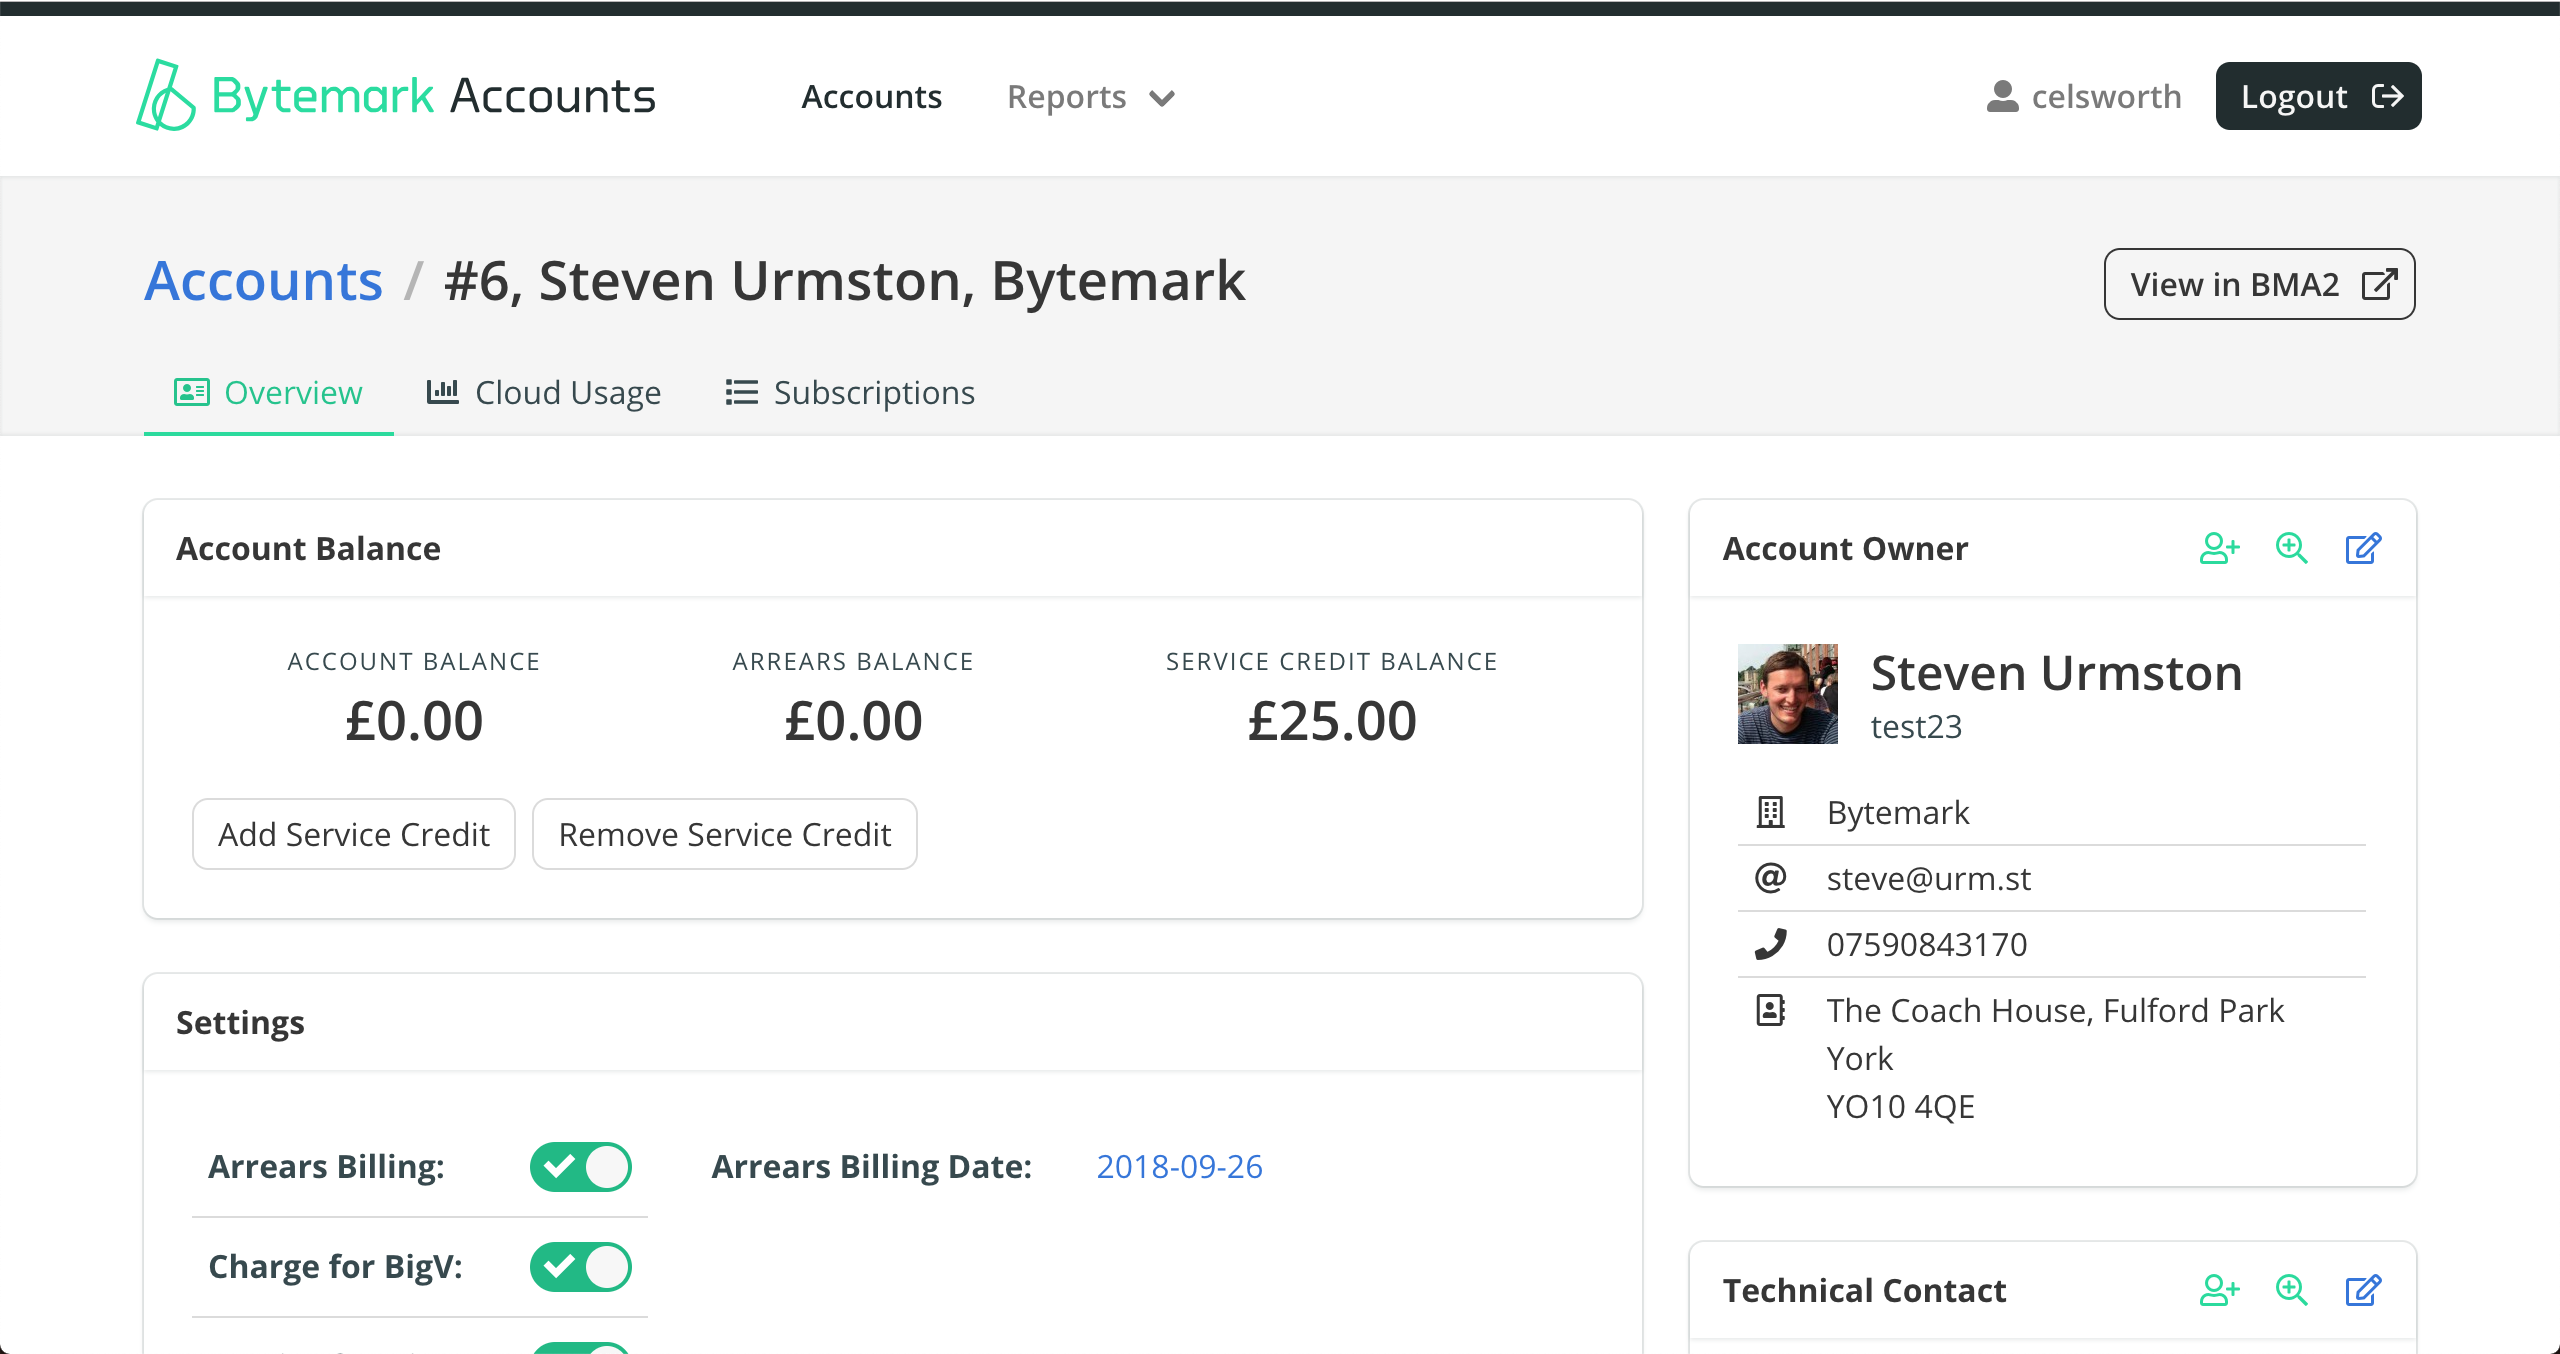 Bytemark Accounts
Accounts
Reports
celsworth
Logout
Accounts / #6, Steven Urmston, Bytemark
View in BMA2
Overview
Cloud Usage
Subscriptions
Account Balance
ACCOUNT BALANCE
£0.00
ARREARS BALANCE
£0.00
SERVICE CREDIT BALANCE
£25.00
Add Service Credit
Remove Service Credit
Settings
Arrears Billing:
Arrears Billing Date: 2018-09-26
Charge for BigV:
Account Owner
Steven Urmston
test23
Bytemark
steve@urm.st
07590843170
The Coach House, Fulford Park
York
YO10 4QE
Technical Contact